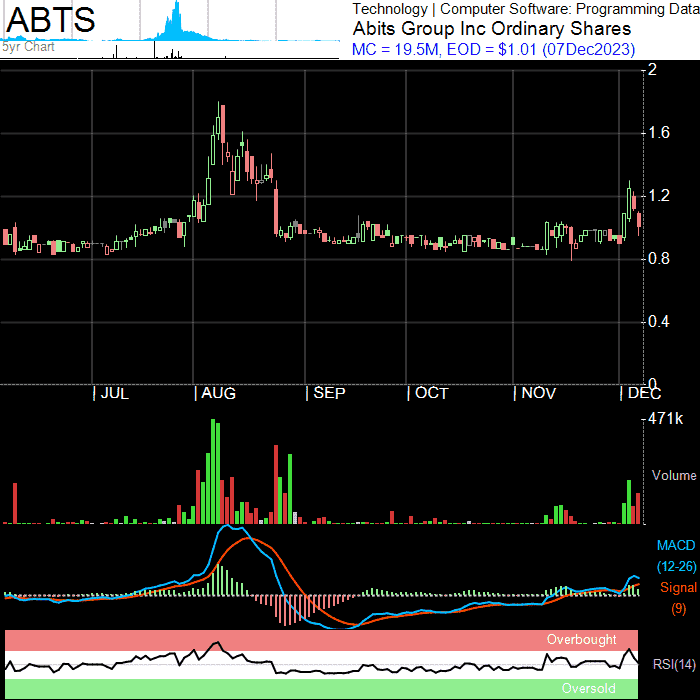 ABTS
5yr Chart
Technology | Computer Software: Programming Data
Abits Group Inc Ordinary Shares
MC = 19.5M, EOD = $1.01 (07Dec2023)
2
1.6
1.2
0.8
0.4
0
| JUL | AUG | SEP | OCT | NOV | DEC
471k
Volume
MACD
(12-26)
Signal
(9)
Overbought
RSI(14)
Oversold